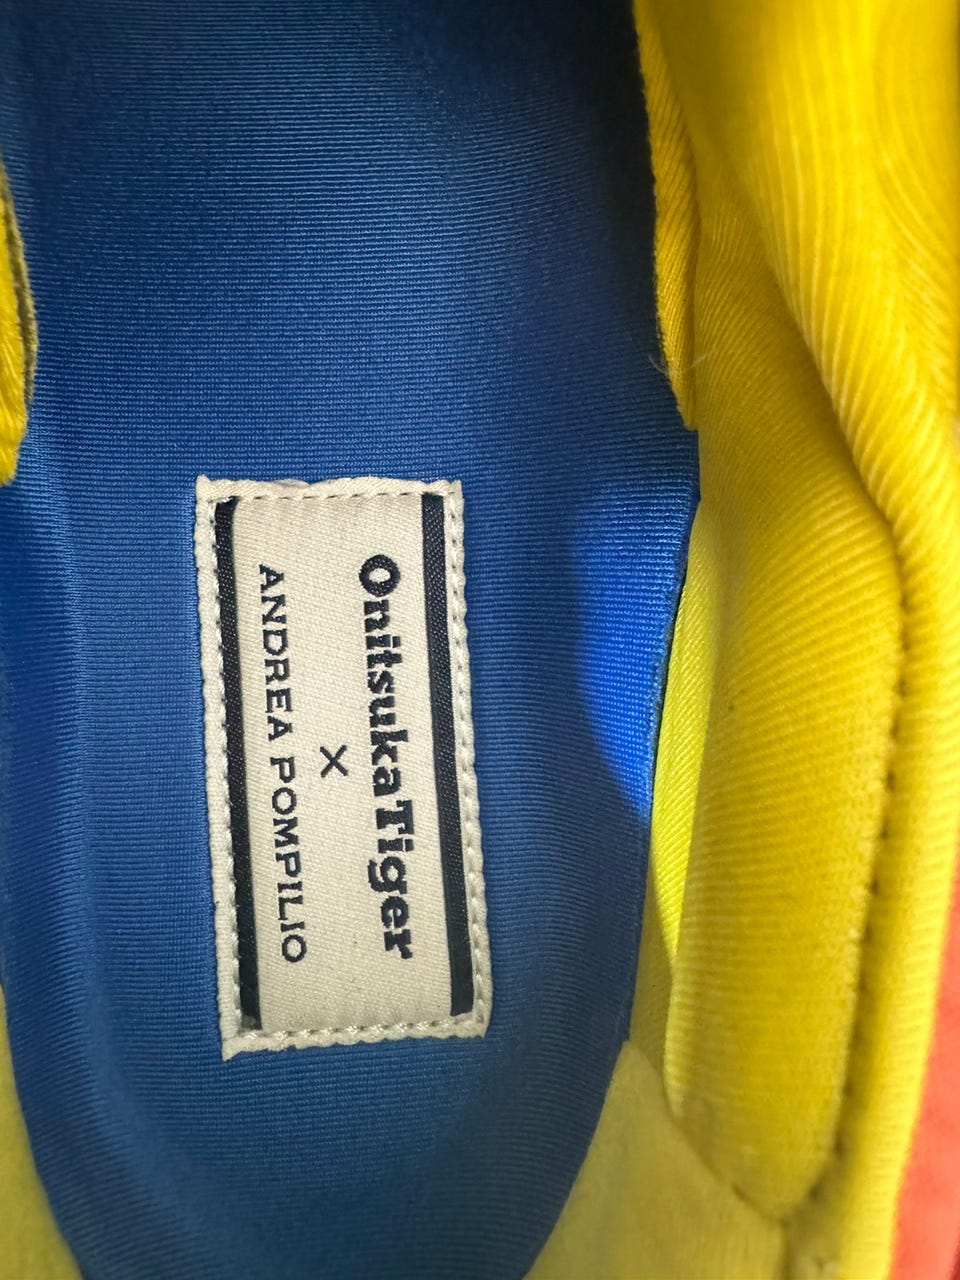 OnitsukaTiger
×
ANDREA POMPILIO